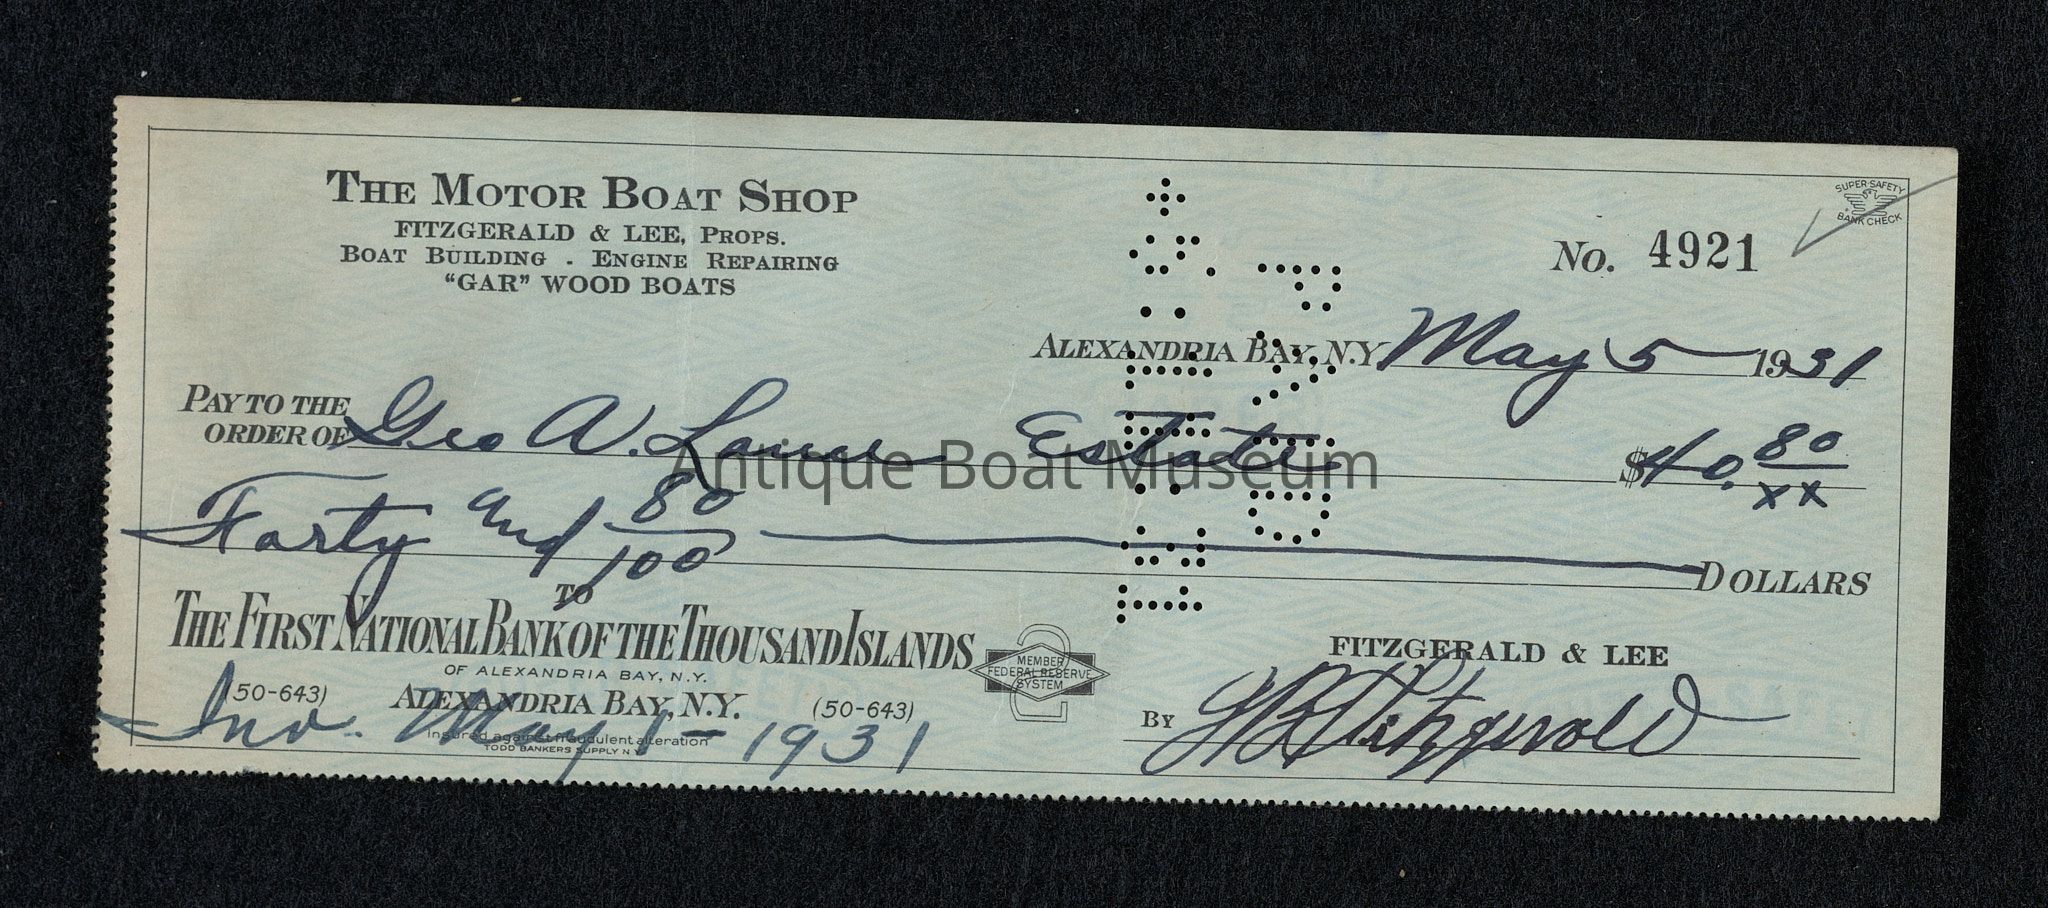 THE MOTOR BOAT SHOP
FITZGERALD & LEE, PROPS.
BOAT BUILDING - ENGINE REPAIRING
"GAR" WOOD BOATS
SUPER-SAFETY
BANK CHECK
No. 4921
ALEXANDRIA BAY, N.Y. May 5 1931
PAY TO THE
ORDER OF Geo A. Estate $40. 80/xx
Antique Boat Museum
Forty and 80/100 DOLLARS
TO
THE FIRST NATIONAL BANK OF THE THOUSAND ISLANDS
OF ALEXANDRIA BAY, N.Y.
(50-643) ALEXANDRIA BAY, N.Y. (50-643)
MEMBER
FEDERAL RESERVE
SYSTEM
FITZGERALD & LEE
By Fitzgerald
Inv. May 1 - 1931
Insured against fraudulent alteration
TODD BANKERS SUPPLY N.Y.